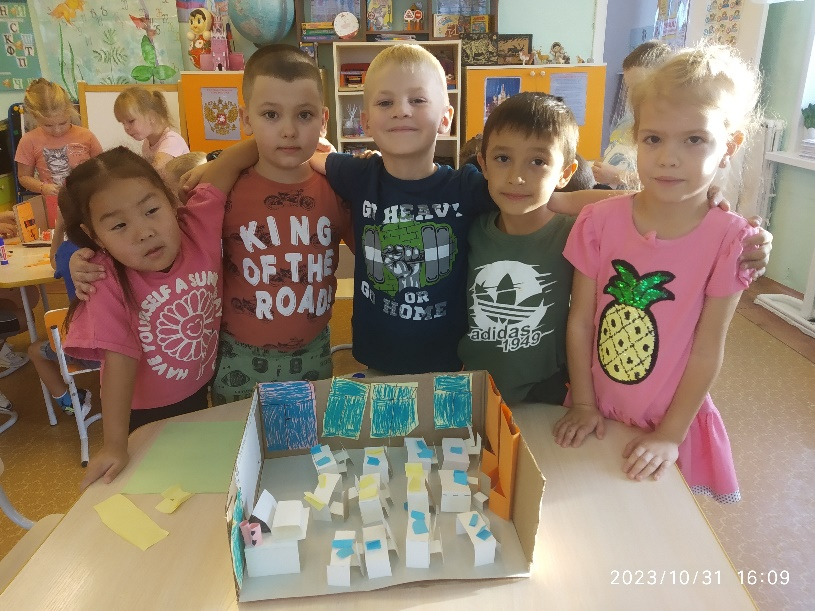 HAVE YOURSELF A SUN
KING
OF THE
ROAD!
GO HEAVY
OR
GO HOME
adidas
1949
2023/10/31 16:09